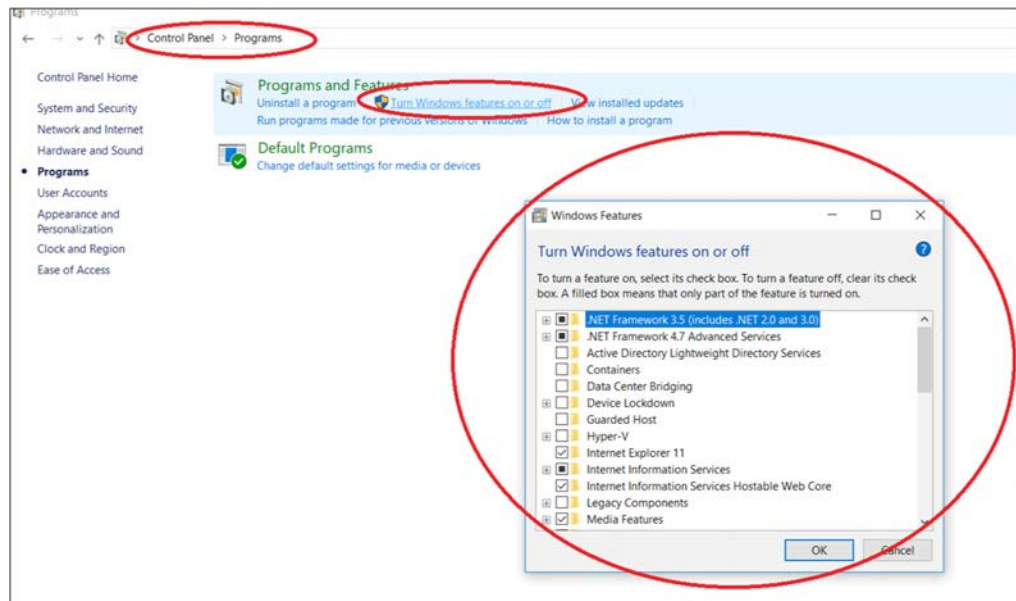 Programs
Control Panel > Programs
Control Panel Home
System and Security
Network and Internet
Hardware and Sound
Programs
User Accounts
Appearance and
Personalization
Clock and Region
Ease of Access
Programs and Features
Uninstall a program
Turn Windows features on or off
View installed updates
Run programs made for previous versions of Windows
How to install a program
Default Programs
Change default settings for media or devices
Windows Features
Turn Windows features on or off
To turn a feature on, select its check box. To turn a feature off, clear its check
box. A filled box means that only part of the feature is turned on.
.NET Framework 3.5 (includes .NET 2.0 and 3.0)
.NET Framework 4.7 Advanced Services
Active Directory Lightweight Directory Services
Containers
Data Center Bridging
Device Lockdown
Guarded Host
Hyper-V
Internet Explorer 11
Internet Information Services
Internet Information Services Hostable Web Core
Legacy Components
Media Features
OK
Cancel